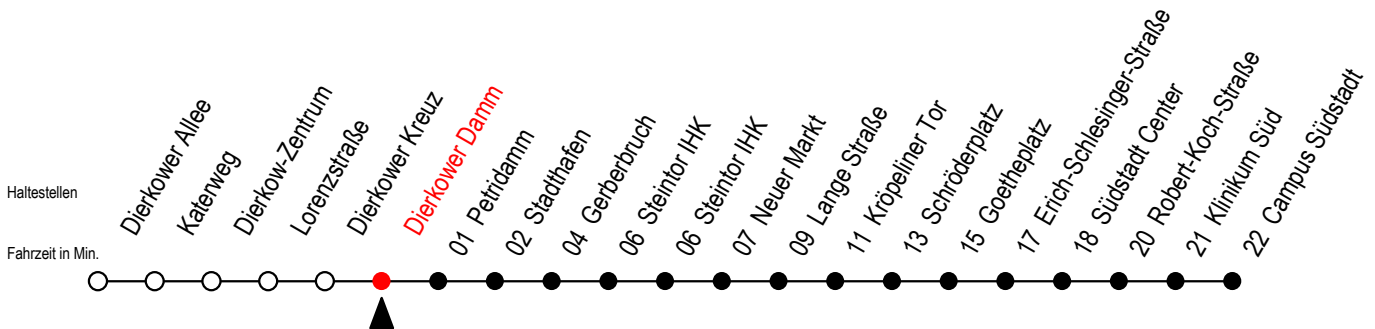 Haltestellen
Fahrzeit in Min.
Dierkower Allee
Katerweg
Dierkow-Zentrum
Lorenzstraße
Dierkower Kreuz
Dierkower Damm
01 Petridamm
02 Stadthafen
04 Gerberbruch
06 Steintor IHK
06 Steintor IHK
07 Neuer Markt
09 Lange Straße
11 Kröpeliner Tor
13 Schröderplatz
15 Goetheplatz
17 Erich-Schlesinger-Straße
18 Südstadt Center
20 Robert-Koch-Straße
21 Klinikum Süd
22 Campus Südstadt